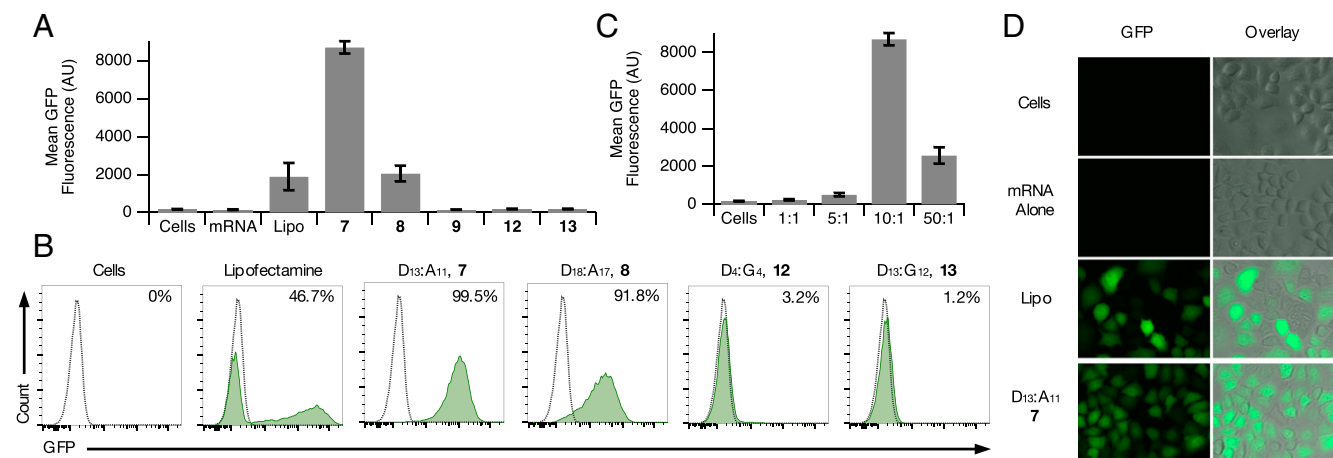 A
Mean GFP
Fluorescence (AU)
8000
6000
4000
2000
0
Cells mRNA Lipo 7 8 9 12 13
C
Mean GFP
Fluorescence (AU)
8000
6000
4000
2000
0
Cells 1:1 5:1 10:1 50:1
D
GFP Overlay
Cells
mRNA
Alone
Lipo
D13:A11
7
B
Cells Lipofectamine D13:A11, 7 D18:A17, 8 D4:G4, 12 D13:G12, 13
0% 46.7% 99.5% 91.8% 3.2% 1.2%
Count
GFP